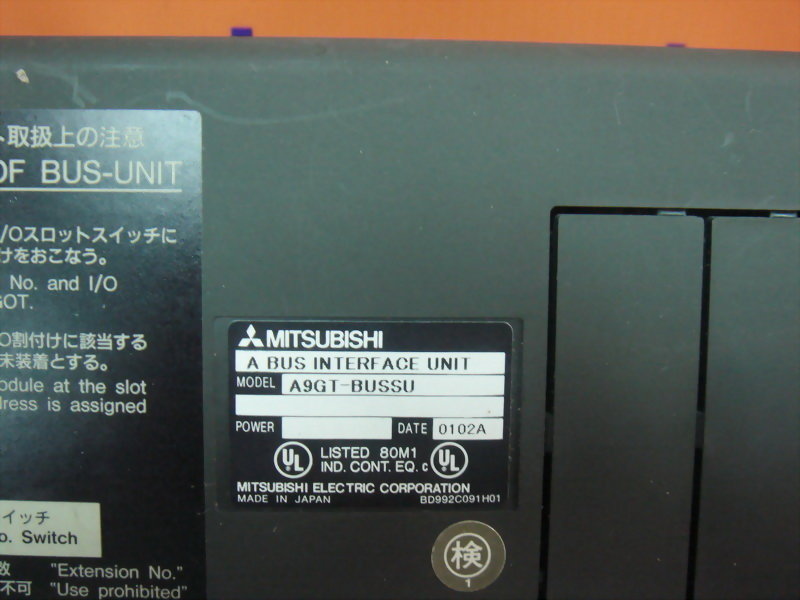 取扱上の注意
OF BUS-UNIT
I/Oスロットスイッチに
けをおこなう。
No. and I/O
GOT.
O割付けに該当する
未装着とする。
odule at the slot
dress is assigned
イッチ
o. Switch
数 "Extension No."
不可 "Use prohibited"
MITSUBISHI
A BUS INTERFACE UNIT
MODEL A9GT-BUSSU
POWER DATE 0102A
UL LISTED 80M1 UL
IND. CONT. EQ. c
MITSUBISHI ELECTRIC CORPORATION
MADE IN JAPAN BD992C091H01
検
1